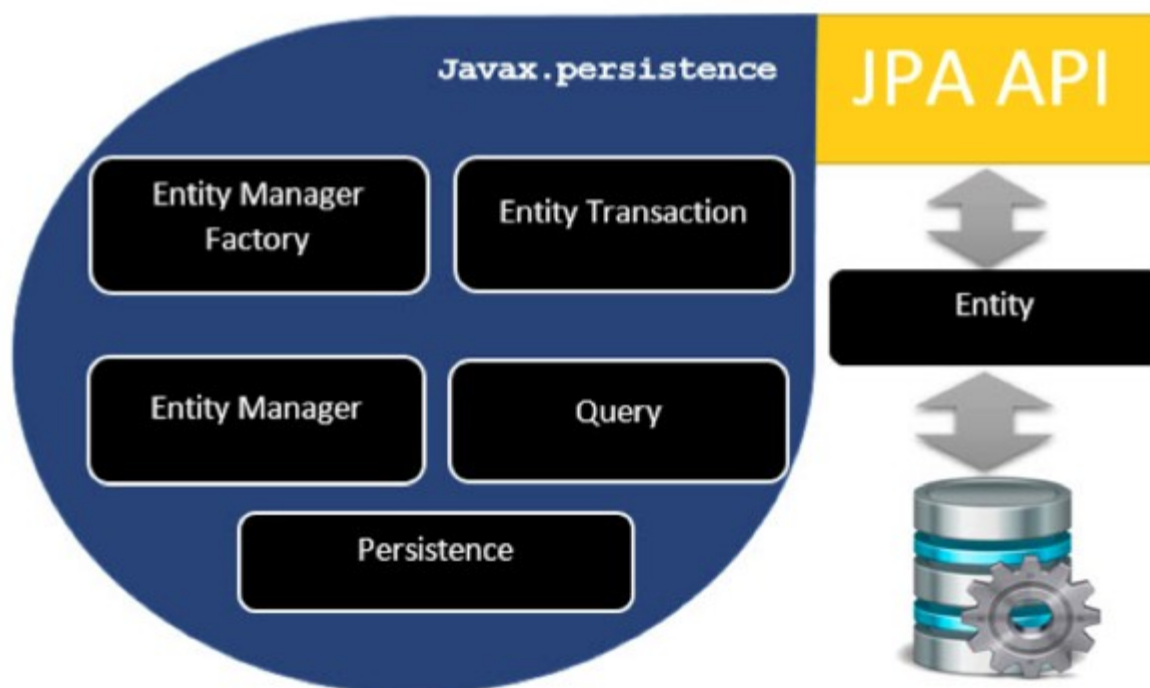 Javax.persistence
JPA API
Entity Manager
Factory
Entity Transaction
Entity
Entity Manager
Query
Persistence